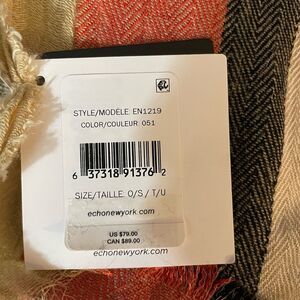 STYLE/MODÈLE EN1219
COLOR/COULEUR 051
6 37318 91376 2
SIZE/TAILLE O/S / T/U
echonewyork.com
US $79.00
CAN $89.00
echonewyork.com